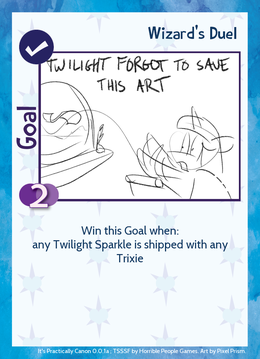 Wizard's Duel
TWILIGHT FORGOT TO SAVE
THIS ART
Goal
2
Win this Goal when:
any Twilight Sparkle is shipped with any
Trixie
It's Practically Canon 0.0.1a: TSSSF by Horrible People Games. Art by Pixel Prism.